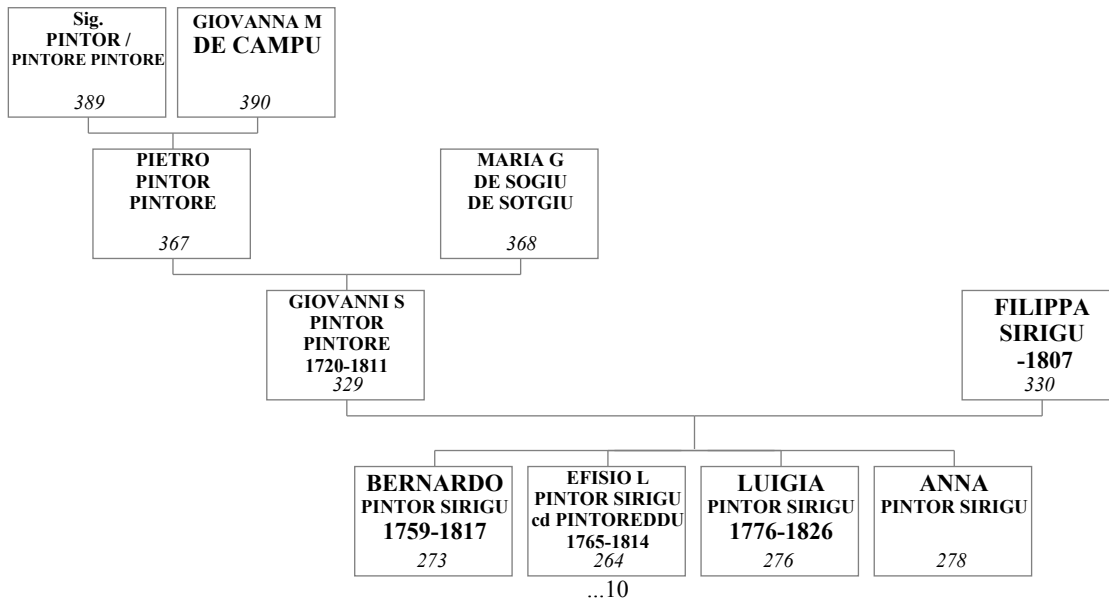 Sig.
PINTOR /
PINTORE PINTORE
389
GIOVANNA M
DE CAMPU
390
PIETRO
PINTOR
PINTORE
367
MARIA G
DE SOGIU
DE SOTGIU
368
GIOVANNI S
PINTOR
PINTORE
1720-1811
329
FILIPPA
SIRIGU
-1807
330
BERNARDO
PINTOR SIRIGU
1759-1817
273
EFISIO L
PINTOR SIRIGU
cd PINTOREDDU
1765-1814
264
LUIGIA
PINTOR SIRIGU
1776-1826
276
ANNA
PINTOR SIRIGU
278
...10